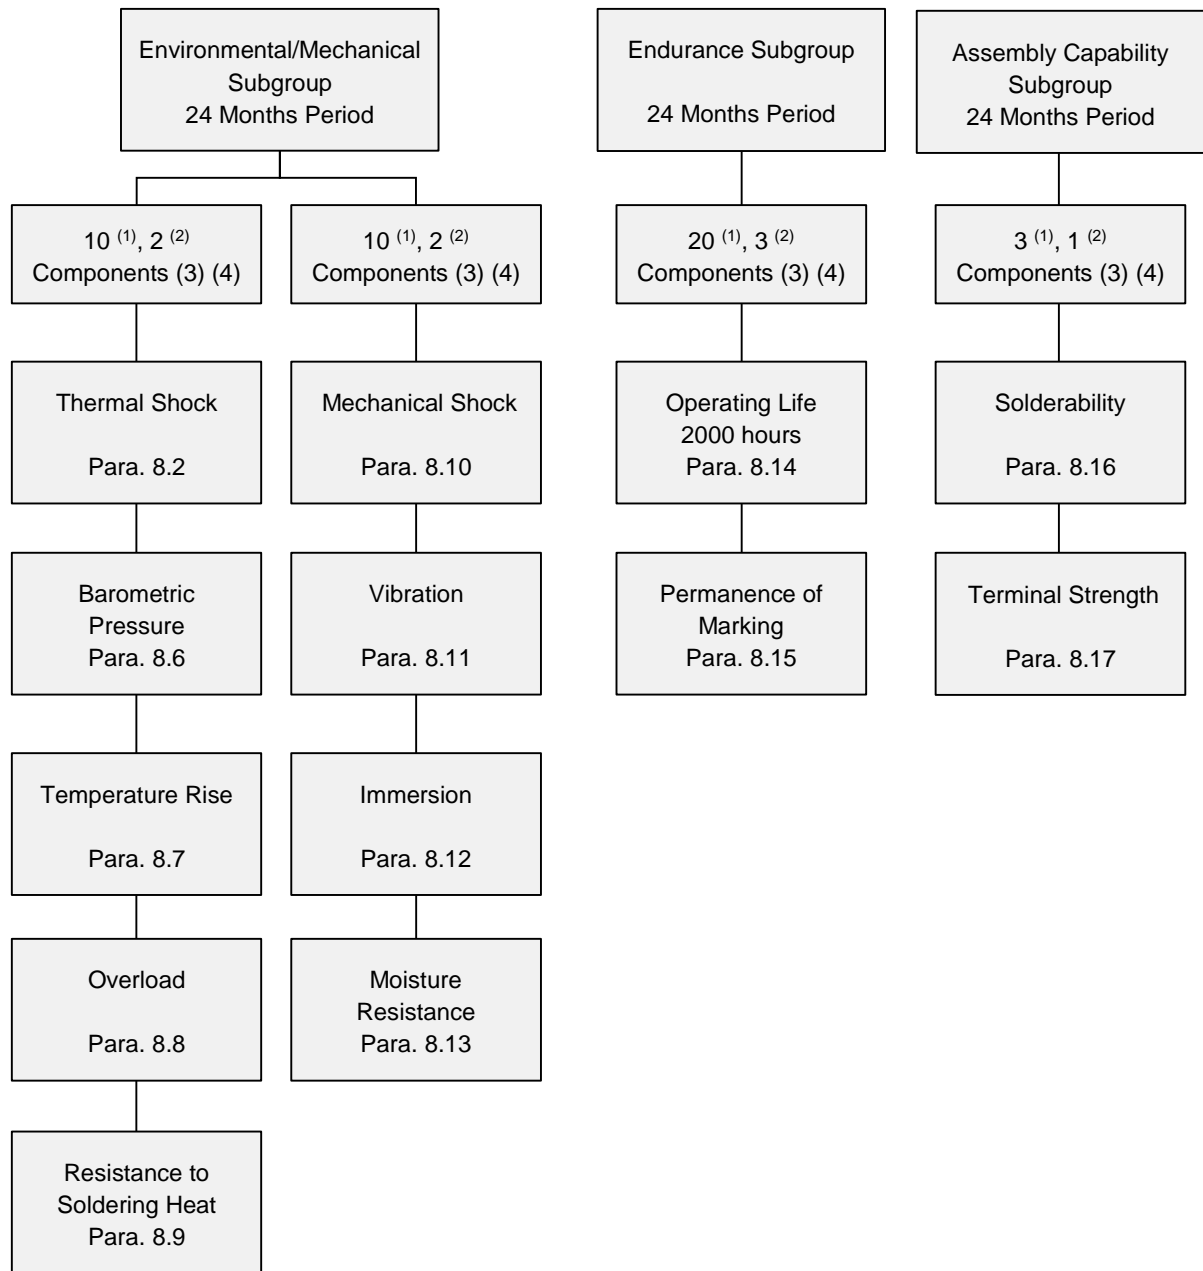 Environmental/Mechanical
Subgroup
24 Months Period
Endurance Subgroup
24 Months Period
Assembly Capability
Subgroup
24 Months Period
10 (1), 2 (2)
Components (3) (4)
10 (1), 2 (2)
Components (3) (4)
20 (1), 3 (2)
Components (3) (4)
3 (1), 1 (2)
Components (3) (4)
Thermal Shock
Para. 8.2
Mechanical Shock
Para. 8.10
Operating Life
2000 hours
Para. 8.14
Solderability
Para. 8.16
Barometric
Pressure
Para. 8.6
Vibration
Para. 8.11
Permanence of
Marking
Para. 8.15
Terminal Strength
Para. 8.17
Temperature Rise
Para. 8.7
Immersion
Para. 8.12
Overload
Para. 8.8
Moisture
Resistance
Para. 8.13
Resistance to
Soldering Heat
Para. 8.9